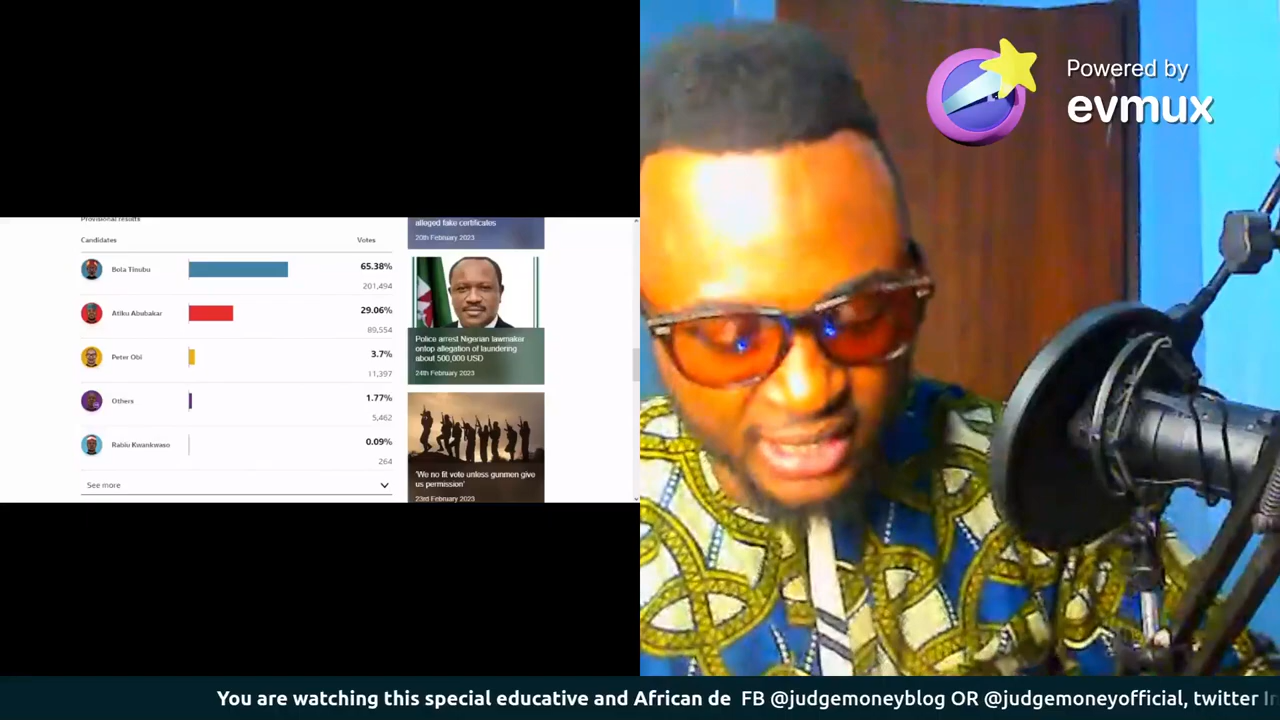 Provisional results
Candidates
Votes
Bola Tinubu
65.38%
201,494
Atiku Abubakar
29.06%
89,554
Peter Obi
3.7%
11,397
Others
1.77%
5,462
Rabiu Kwankwaso
0.09%
264
See more
alleged fake certificates
20th February 2023
Police arrest Nigerian lawmaker
ontop allegation of laundering
about 500,000 USD
24th February 2023
'We no fit vote unless gunmen give
us permission'
23rd February 2023
Powered by
evmux
You are watching this special educative and African de FB @judgemoneyblog OR @judgemoneyofficial, twitter